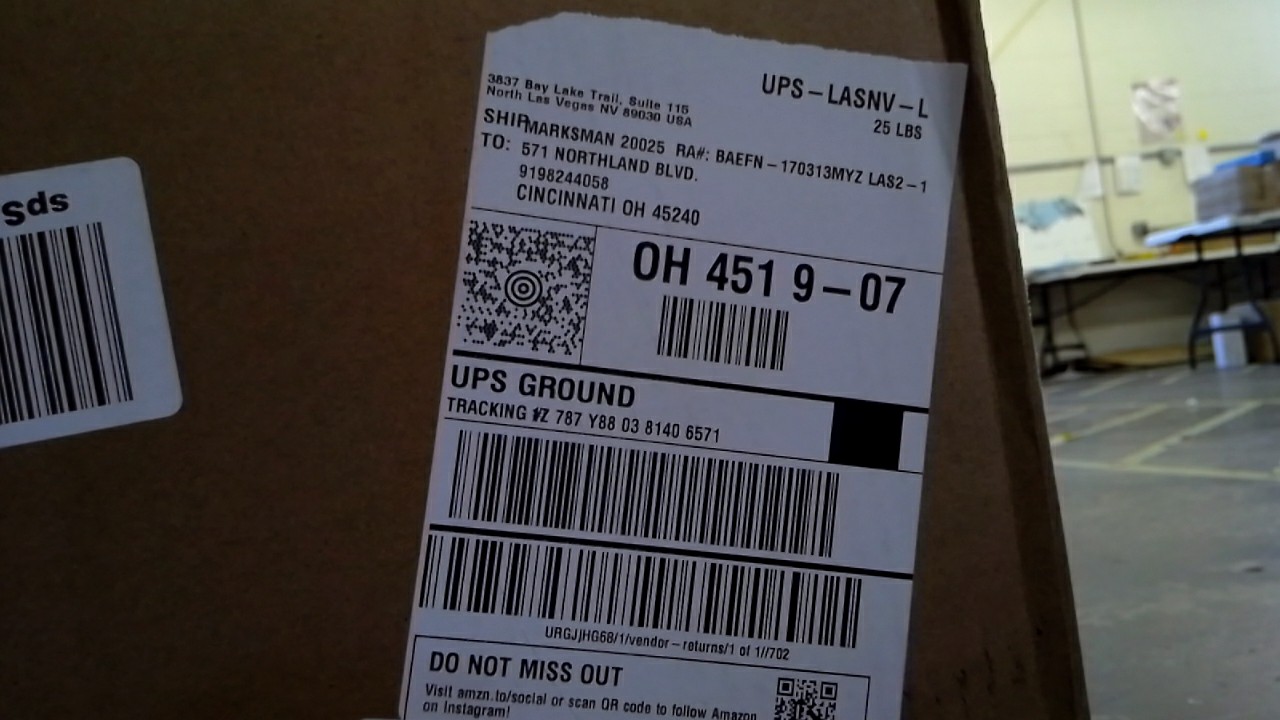 sds
3837 Bay Lake Trail, Suite 115
North Las Vegas NV 89030 USA
UPS-LASNV-L
25 LBS
SHIP
TO:
MARKSMAN 20025 RA#: BAEFN-170313MYZ LAS2-1
571 NORTHLAND BLVD.
9198244058
CINCINNATI OH 45240
OH 451 9-07
UPS GROUND
TRACKING #: 1Z 787 Y88 03 8140 6571
URGJjHG68/1/vendor-returns/1 of 1//702
DO NOT MISS OUT
Visit amzn.to/social or scan QR code to follow Amazon
on Instagram!